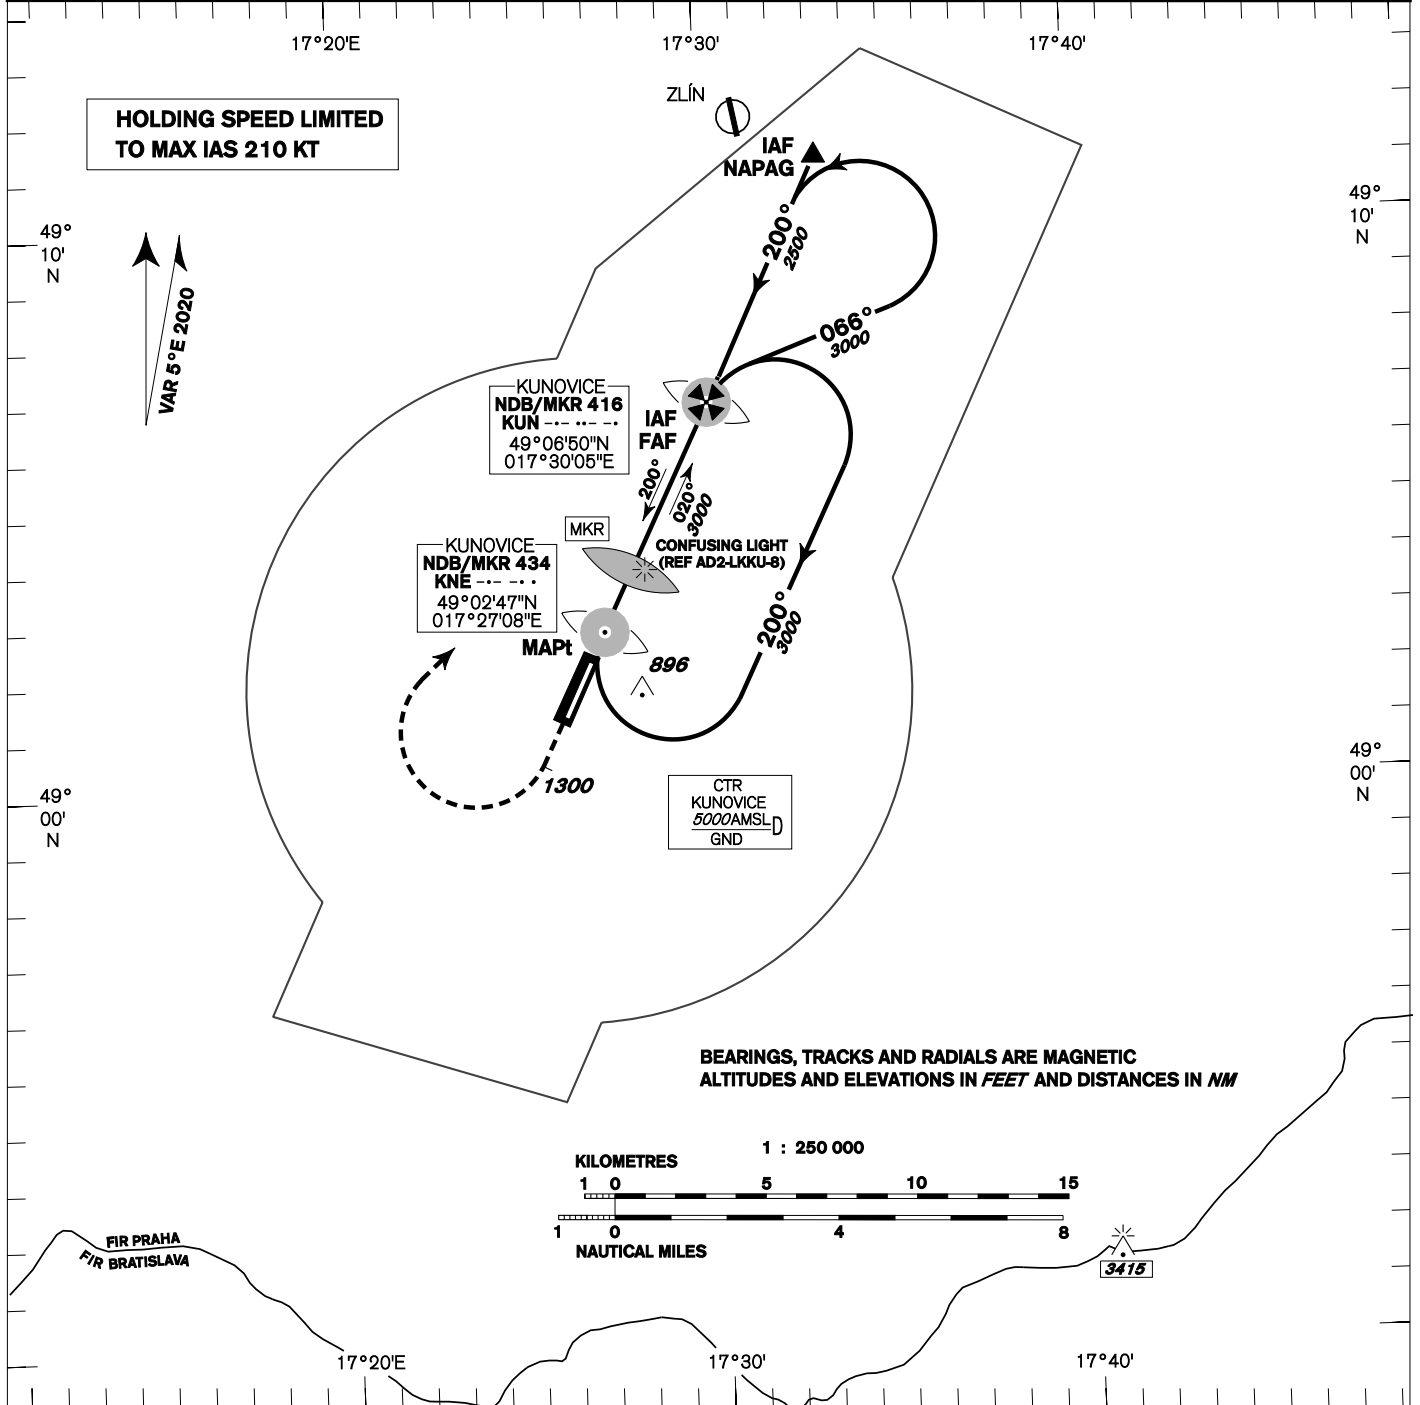 17°20'E
17°30'
17°40'
ZLÍN
HOLDING SPEED LIMITED
TO MAX IAS 210 KT
IAF
NAPAG
49°
10'
N
49°
10'
N
200°
2500
VAR 5°E 2020
066°
3000
KUNOVICE
NDB/MKR 416
KUN
49°06'50"N
017°30'05"E
IAF
FAF
200°
020°
3000
MKR
CONFUSING LIGHT
(REF AD2-LKKU-8)
KUNOVICE
NDB/MKR 434
KNE
49°02'47"N
017°27'08"E
200°
3000
MAPt
896
49°
00'
N
49°
00'
N
1300
CTR
KUNOVICE
5000AMSL
D
GND
BEARINGS, TRACKS AND RADIALS ARE MAGNETIC
ALTITUDES AND ELEVATIONS IN FEET AND DISTANCES IN NM
1 : 250 000
KILOMETRES
1 0 5 10 15
1 0 4 8
NAUTICAL MILES
FIR PRAHA
FIR BRATISLAVA
3415
17°20'E
17°30'
17°40'